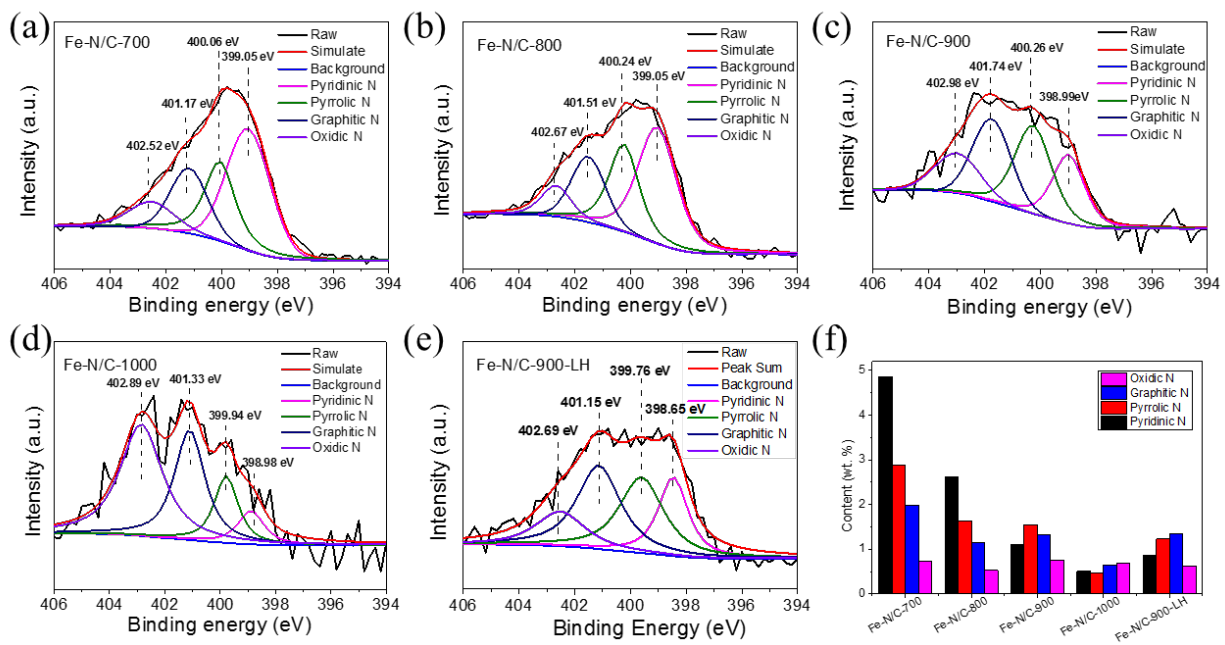 (a)
Fe-N/C-700
400.06 eV
399.05 eV
401.17 eV
402.52 eV
Raw
Simulate
Background
Pyridinic N
Pyrrolic N
Graphitic N
Oxidic N
Intensity (a.u.)
406 404 402 400 398 396 394
Binding energy (eV)
(b)
Fe-N/C-800
400.24 eV
399.05 eV
401.51 eV
402.67 eV
Raw
Simulate
Background
Pyridinic N
Pyrrolic N
Graphitic N
Oxidic N
Intensity (a.u.)
406 404 402 400 398 396 394
Binding energy (eV)
(c)
Fe-N/C-900
401.74 eV
400.26 eV
402.98 eV
398.99eV
Raw
Simulate
Background
Pyridinic N
Pyrrolic N
Graphitic N
Oxidic N
Intensity (a.u.)
406 404 402 400 398 396 394
Binding energy (eV)
(d)
Fe-N/C-1000
402.89 eV
401.33 eV
399.94 eV
398.98 eV
Raw
Simulate
Background
Pyridinic N
Pyrrolic N
Graphitic N
Oxidic N
Intensity (a.u.)
406 404 402 400 398 396 394
Binding energy (eV)
(e)
Fe-N/C-900-LH
399.76 eV
401.15 eV
398.65 eV
402.69 eV
Raw
Peak Sum
Background
Pyridinic N
Pyrrolic N
Graphitic N
Oxidic N
Intensity (a.u.)
406 404 402 400 398 396 394
Binding Energy (eV)
(f)
Oxidic N
Graphitic N
Pyrrolic N
Pyridinic N
Content (wt. %)
5
4
3
2
1
0
Fe-N/C-700
Fe-N/C-800
Fe-N/C-900
Fe-N/C-1000
Fe-N/C-900-LH